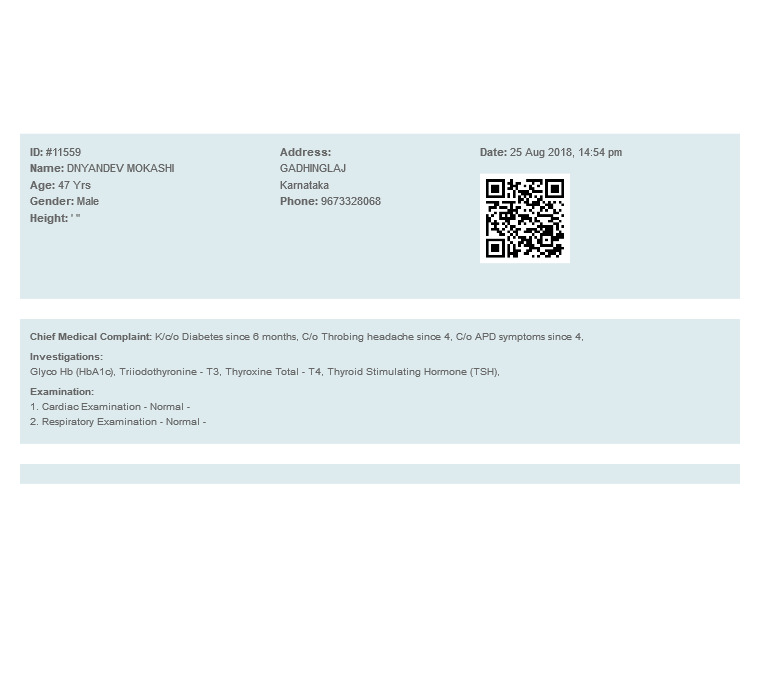 ID: #11559
Name: DNYANDEV MOKASHI
Age: 47 Yrs
Gender: Male
Height: ' "
Address:
GADHINGLAJ
Karnataka
Phone: 9673328068
Date: 25 Aug 2018, 14:54 pm
Chief Medical Complaint: K/c/o Diabetes since 6 months, C/o Throbing headache since 4, C/o APD symptoms since 4,
Investigations:
Glyco Hb (HbA1c), Triiodothyronine - T3, Thyroxine Total - T4, Thyroid Stimulating Hormone (TSH),
Examination:
1. Cardiac Examination - Normal -
2. Respiratory Examination - Normal -